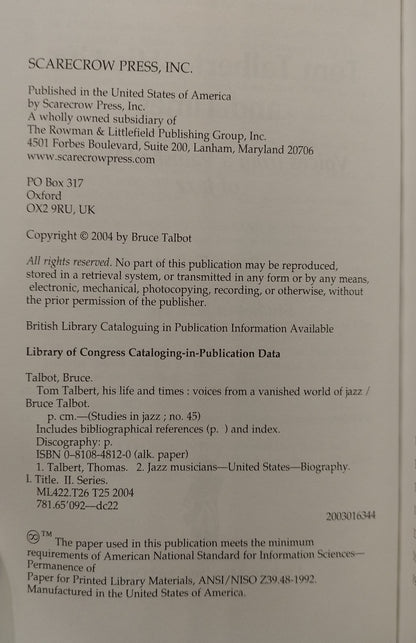 SCARECROW PRESS, INC.
Published in the United States of America
by Scarecrow Press, Inc.
A wholly owned subsidiary of
The Rowman & Littlefield Publishing Group, Inc.
4501 Forbes Boulevard, Suite 200, Lanham, Maryland 20706
www.scarecrowpress.com
PO Box 317
Oxford
OX2 9RU, UK
Copyright © 2004 by Bruce Talbot
All rights reserved. No part of this publication may be reproduced,
stored in a retrieval system, or transmitted in any form or by any means,
electronic, mechanical, photocopying, recording, or otherwise, without
the prior permission of the publisher.
British Library Cataloguing in Publication Information Available
Library of Congress Cataloging-in-Publication Data
Talbot, Bruce.
Tom Talbert, his life and times : voices from a vanished world of jazz /
Bruce Talbot.
p. cm.—(Studies in jazz ; no. 45)
Includes bibliographical references (p. ) and index.
Discography: p.
ISBN 0-8108-4812-0 (alk. paper)
1. Talbert, Thomas. 2. Jazz musicians—United States—Biography.
I. Title. II. Series.
ML422.T26 T25 2004
781.65'092—dc22
2003016344
∞™ The paper used in this publication meets the minimum
requirements of American National Standard for Information Sciences—
Permanence of
Paper for Printed Library Materials, ANSI/NISO Z39.48-1992.
Manufactured in the United States of America.